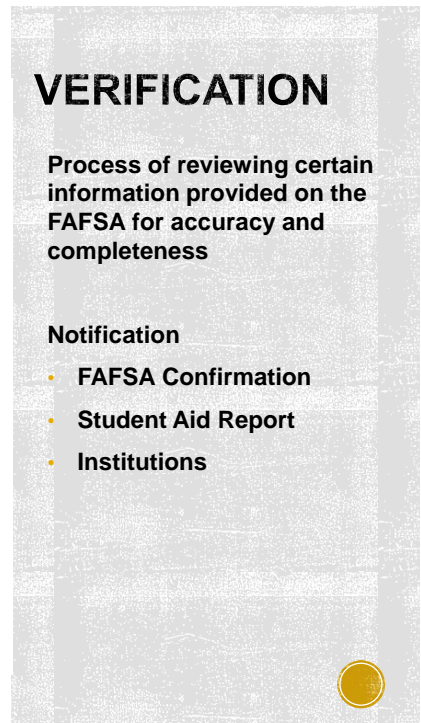 VERIFICATION
Process of reviewing certain
information provided on the
FAFSA for accuracy and
completeness
Notification
• FAFSA Confirmation
• Student Aid Report
• Institutions